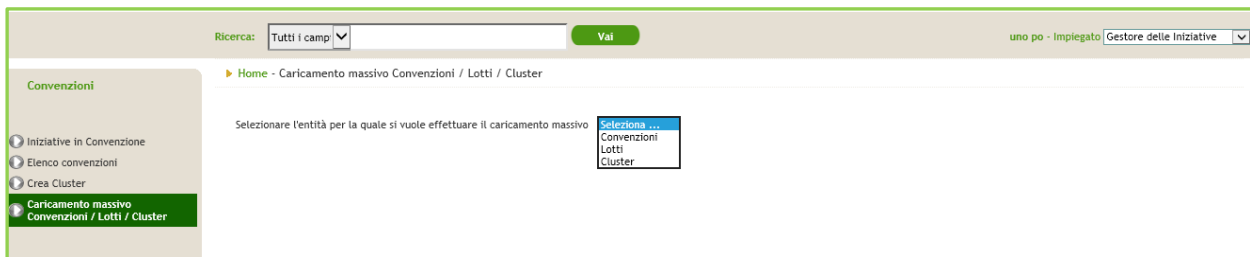 Ricerca: Tutti i camp Vai uno po - Impiegato Gestore delle Iniziative
Convenzioni
Home - Caricamento massivo Convenzioni / Lotti / Cluster
Selezionare l'entità per la quale si vuole effettuare il caricamento massivo Seleziona ...
Convenzioni
Lotti
Cluster
Iniziative in Convenzione
Elenco convenzioni
Crea Cluster
Caricamento massivo
Convenzioni / Lotti / Cluster